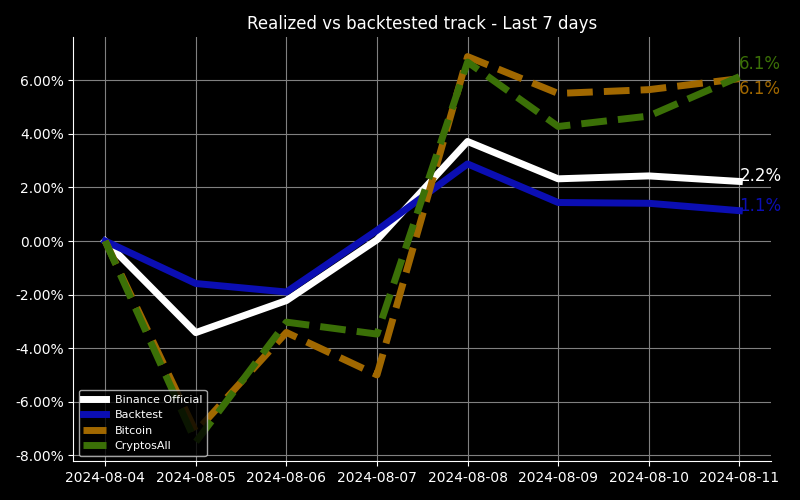 Realized vs backtested track - Last 7 days
6.00%
4.00%
2.00%
0.00%
-2.00%
-4.00%
-6.00%
-8.00%
6.1%
6.1%
2.2%
1.1%
Binance Official
Backtest
Bitcoin
CryptosAll
2024-08-04 2024-08-05 2024-08-06 2024-08-07 2024-08-08 2024-08-09 2024-08-10 2024-08-11